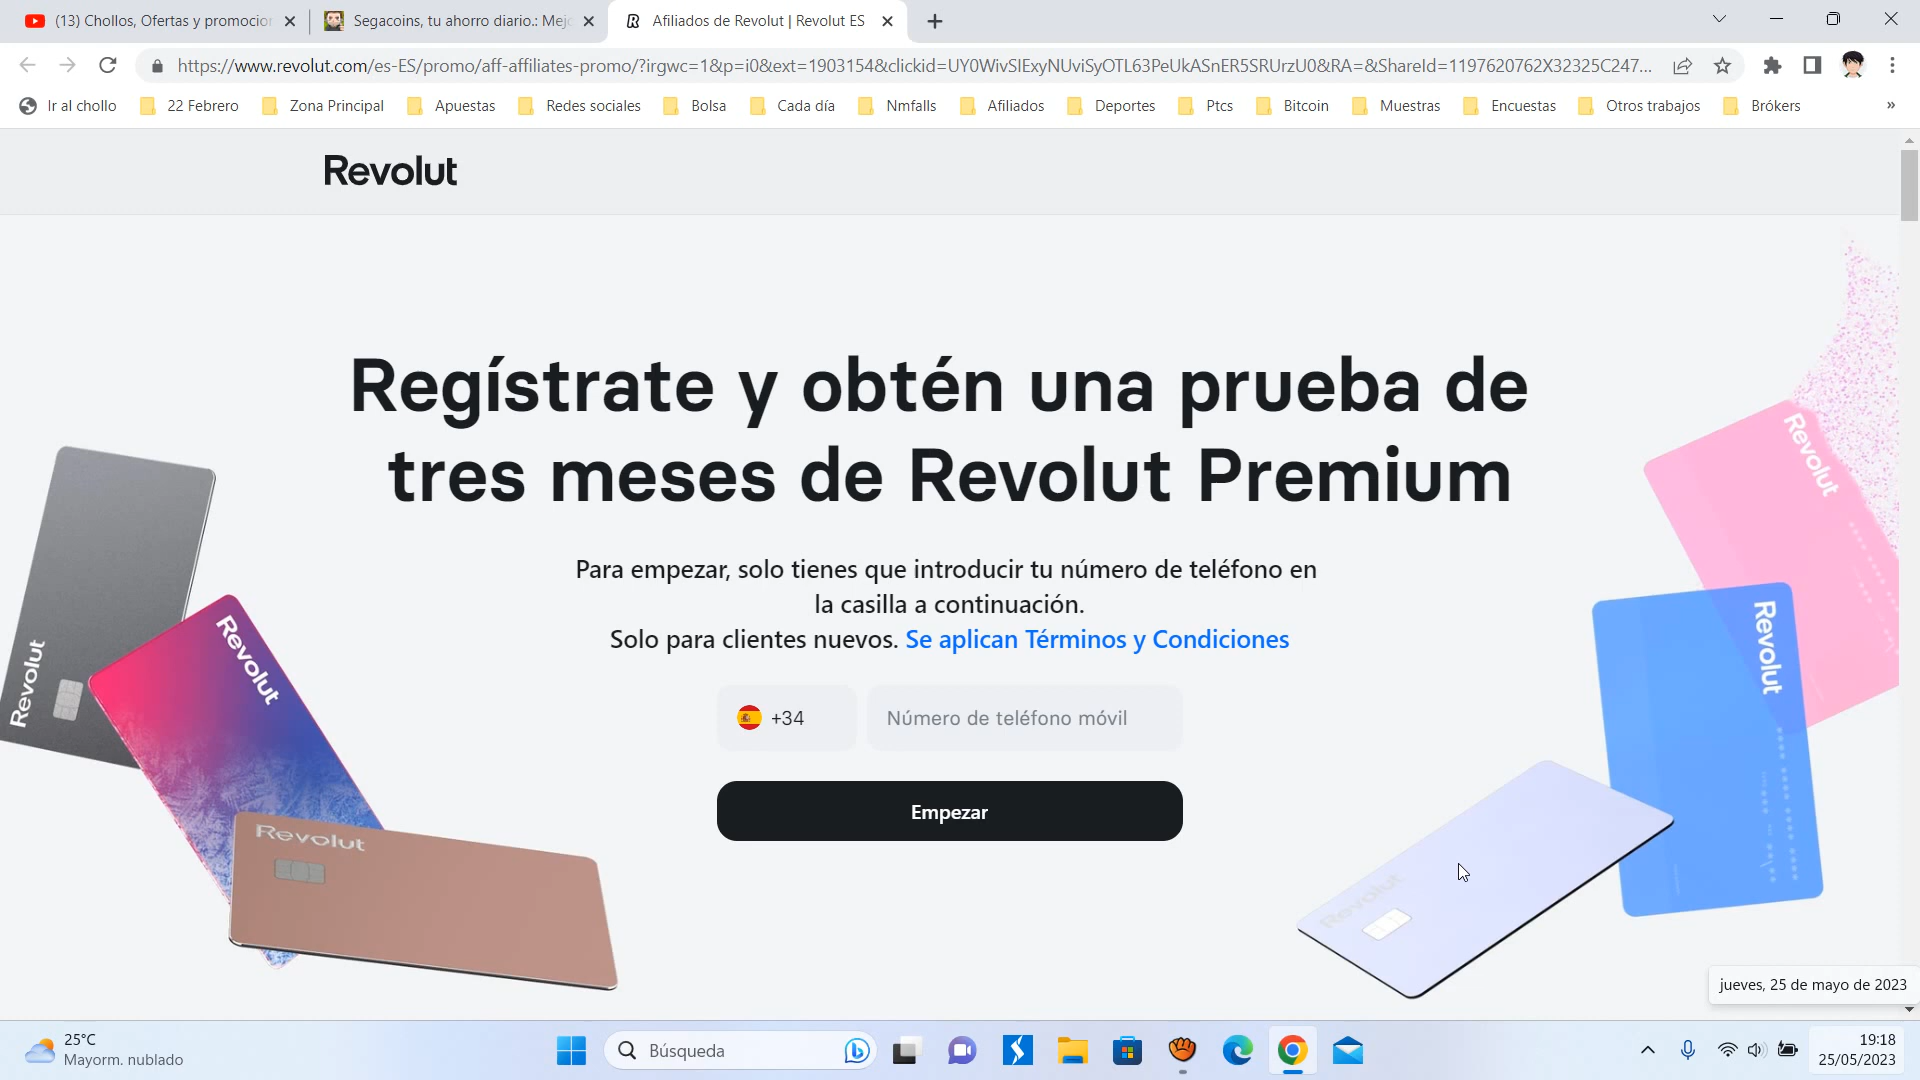 (13) Chollos, Ofertas y promocion
Segacoins, tu ahorro diario.: Mejo
Afiliados de Revolut | Revolut ES
https://www.revolut.com/es-ES/promo/aff-affiliates-promo/?irgwc=1&p=i0&ext=1903154&clickid=UY0WivSIExyNUviSyOTL63PeUkASnER5SRUrzU0&RA=&ShareId=1197620762X32325C247...
Ir al chollo
22 Febrero
Zona Principal
Apuestas
Redes sociales
Bolsa
Cada día
Nmfalls
Afiliados
Deportes
Ptcs
Bitcoin
Muestras
Encuestas
Otros trabajos
Brókers
»
Revolut
Regístrate y obtén una prueba de
tres meses de Revolut Premium
Para empezar, solo tienes que introducir tu número de teléfono en
la casilla a continuación.
Solo para clientes nuevos. Se aplican Términos y Condiciones
+34
Número de teléfono móvil
Empezar
Revolut
Revolut
Revolut
Revolut
Revolut
Revolut
jueves, 25 de mayo de 2023
25°C
Mayorm. nublado
Búsqueda
19:18
25/05/2023